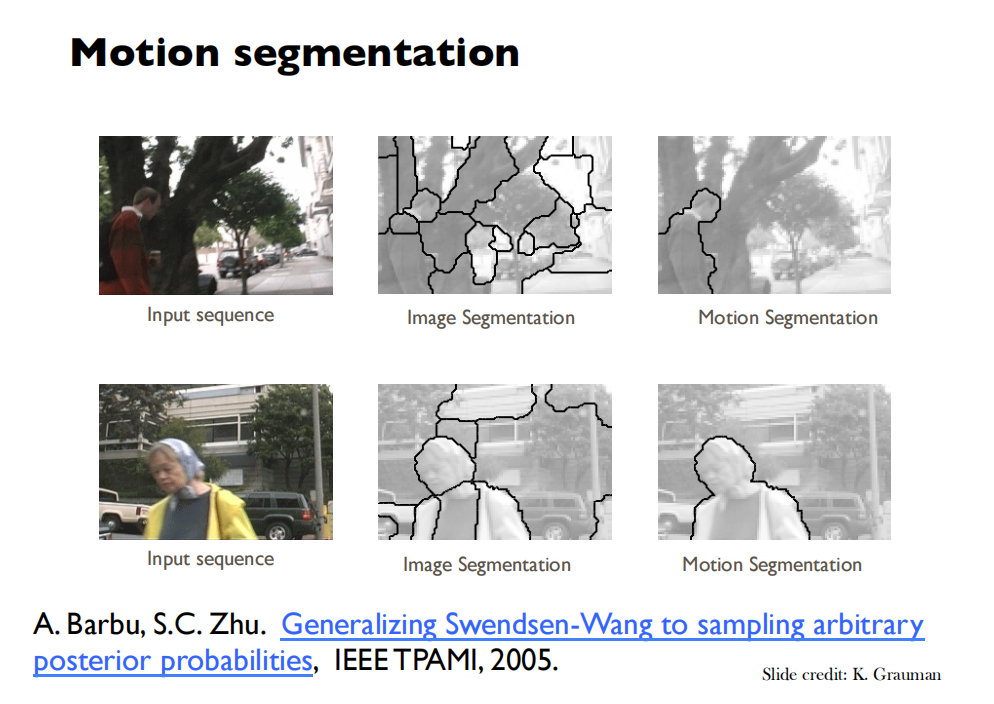 Motion segmentation
Input sequence
Image Segmentation
Motion Segmentation
Input sequence
Image Segmentation
Motion Segmentation
A. Barbu, S.C. Zhu. Generalizing Swendsen-Wang to sampling arbitrary
posterior probabilities, IEEE TPAMI, 2005.
Slide credit: K. Grauman